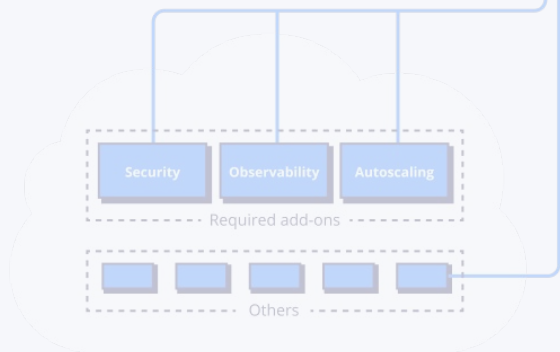 Security
Observability
Autoscaling
Required add-ons
Others